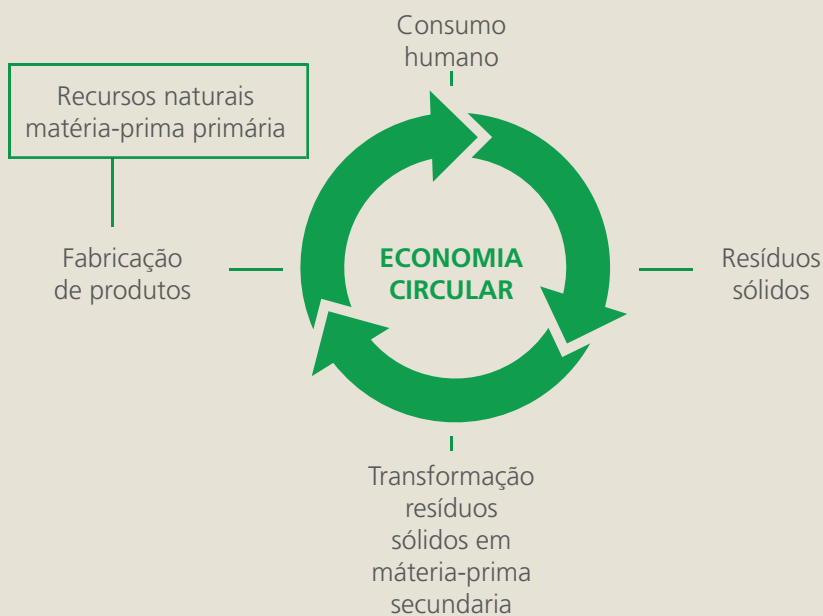 Consumo
humano
Recursos naturais
matéria-prima primária
Fabricação
de produtos
ECONOMIA
CIRCULAR
Resíduos
sólidos
Transformação
resíduos
sólidos em
máteria-prima
secundaria